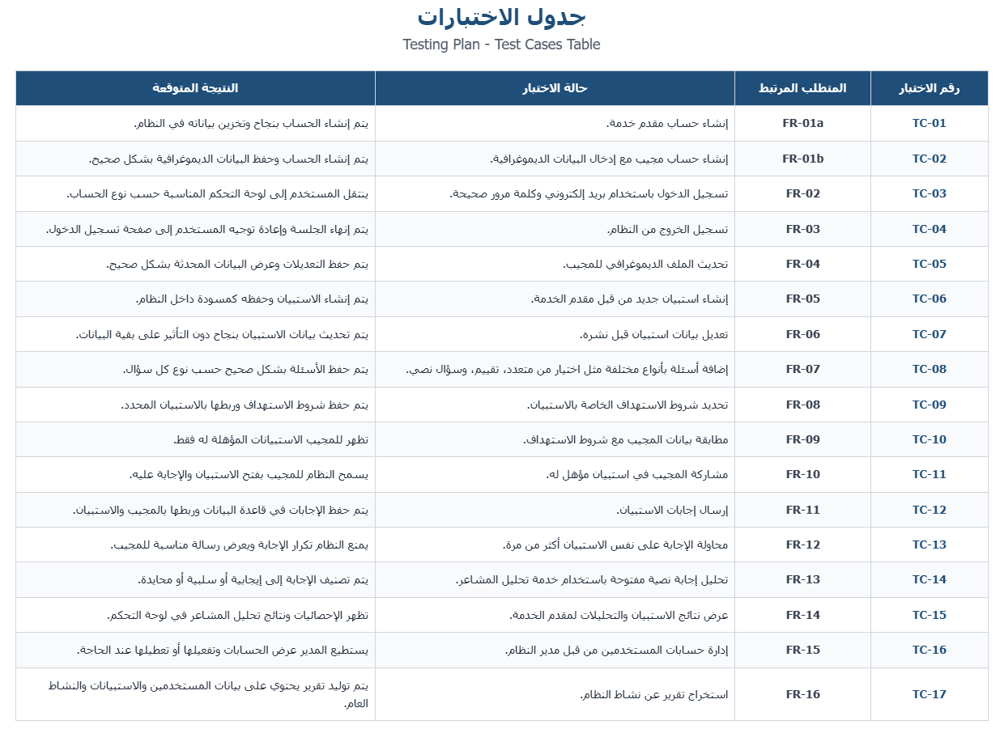 جدول الاختبارات
Testing Plan - Test Cases Table
رقم الاختبار المتطلب المرتبط حالة الاختبار النتيجة المتوقعة
TC-01 FR-01a إنشاء حساب مقدم خدمة. يتم إنشاء الحساب بنجاح وتخزين بياناته في النظام.
TC-02 FR-01b إنشاء حساب مجيب مع إدخال البيانات الديموغرافية. يتم إنشاء الحساب وحفظ البيانات الديموغرافية بشكل صحيح.
TC-03 FR-02 تسجيل الدخول باستخدام بريد إلكتروني وكلمة مرور صحيحة. ينتقل المستخدم إلى لوحة التحكم المناسبة حسب نوع الحساب.
TC-04 FR-03 تسجيل الخروج من النظام. يتم إنهاء الجلسة وإعادة توجيه المستخدم إلى صفحة تسجيل الدخول.
TC-05 FR-04 تحديث الملف الديموغرافي للمجيب. يتم حفظ التعديلات وعرض البيانات المحدثة بشكل صحيح.
TC-06 FR-05 إنشاء استبيان جديد من قبل مقدم الخدمة. يتم إنشاء الاستبيان وحفظه كمسودة داخل النظام.
TC-07 FR-06 تعديل بيانات استبيان قبل نشره. يتم تحديث بيانات الاستبيان بنجاح دون التأثير على بقية البيانات.
TC-08 FR-07 إضافة أسئلة بأنواع مختلفة مثل اختيار من متعدد، تقييم، وسؤال نصي. يتم حفظ الأسئلة بشكل صحيح حسب نوع كل سؤال.
TC-09 FR-08 تحديد شروط الاستهداف الخاصة بالاستبيان. يتم حفظ شروط الاستهداف وربطها بالاستبيان المحدد.
TC-10 FR-09 مطابقة بيانات المجيب مع شروط الاستهداف. تظهر للمجيب الاستبيانات المؤهلة له فقط.
TC-11 FR-10 مشاركة المجيب في استبيان مؤهل له. يسمح النظام للمجيب بفتح الاستبيان والإجابة عليه.
TC-12 FR-11 إرسال إجابات الاستبيان. يتم حفظ الإجابات في قاعدة البيانات وربطها بالمجيب والاستبيان.
TC-13 FR-12 محاولة الإجابة على نفس الاستبيان أكثر من مرة. يمنع النظام تكرار الإجابة ويعرض رسالة مناسبة للمجيب.
TC-14 FR-13 تحليل إجابة نصية مفتوحة باستخدام خدمة تحليل المشاعر. يتم تصنيف الإجابة إلى إيجابية أو سلبية أو محايدة.
TC-15 FR-14 عرض نتائج الاستبيان والتحليلات لمقدم الخدمة. تظهر الإحصائيات ونتائج تحليل المشاعر في لوحة التحكم.
TC-16 FR-15 إدارة حسابات المستخدمين من قبل مدير النظام. يستطيع المدير عرض الحسابات وتفعيلها أو تعطيلها عند الحاجة.
TC-17 FR-16 استخراج تقرير عن نشاط النظام. يتم توليد تقرير يحتوي على بيانات المستخدمين والاستبيانات والنشاط
العام.